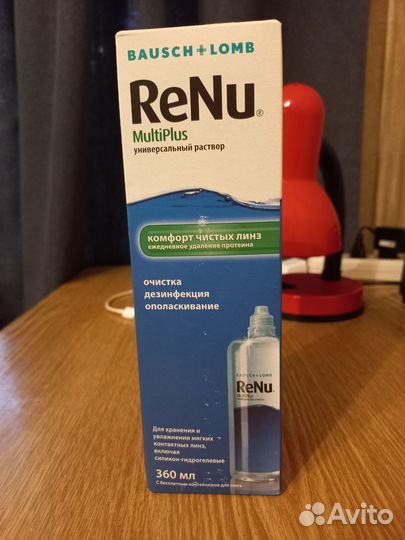 BAUSCH + LOMB
ReNu®
MultiPlus
универсальный раствор
комфорт чистых линз
ежедневное удаление протеина
очистка
дезинфекция
ополаскивание
BAUSCH + LOMB
ReNu
MultiPlus
Для хранения и
увлажнения мягких
контактных линз,
включая
силикон-гидрогелевые
360 мл
С бесплатным контейнером для линз
Avito